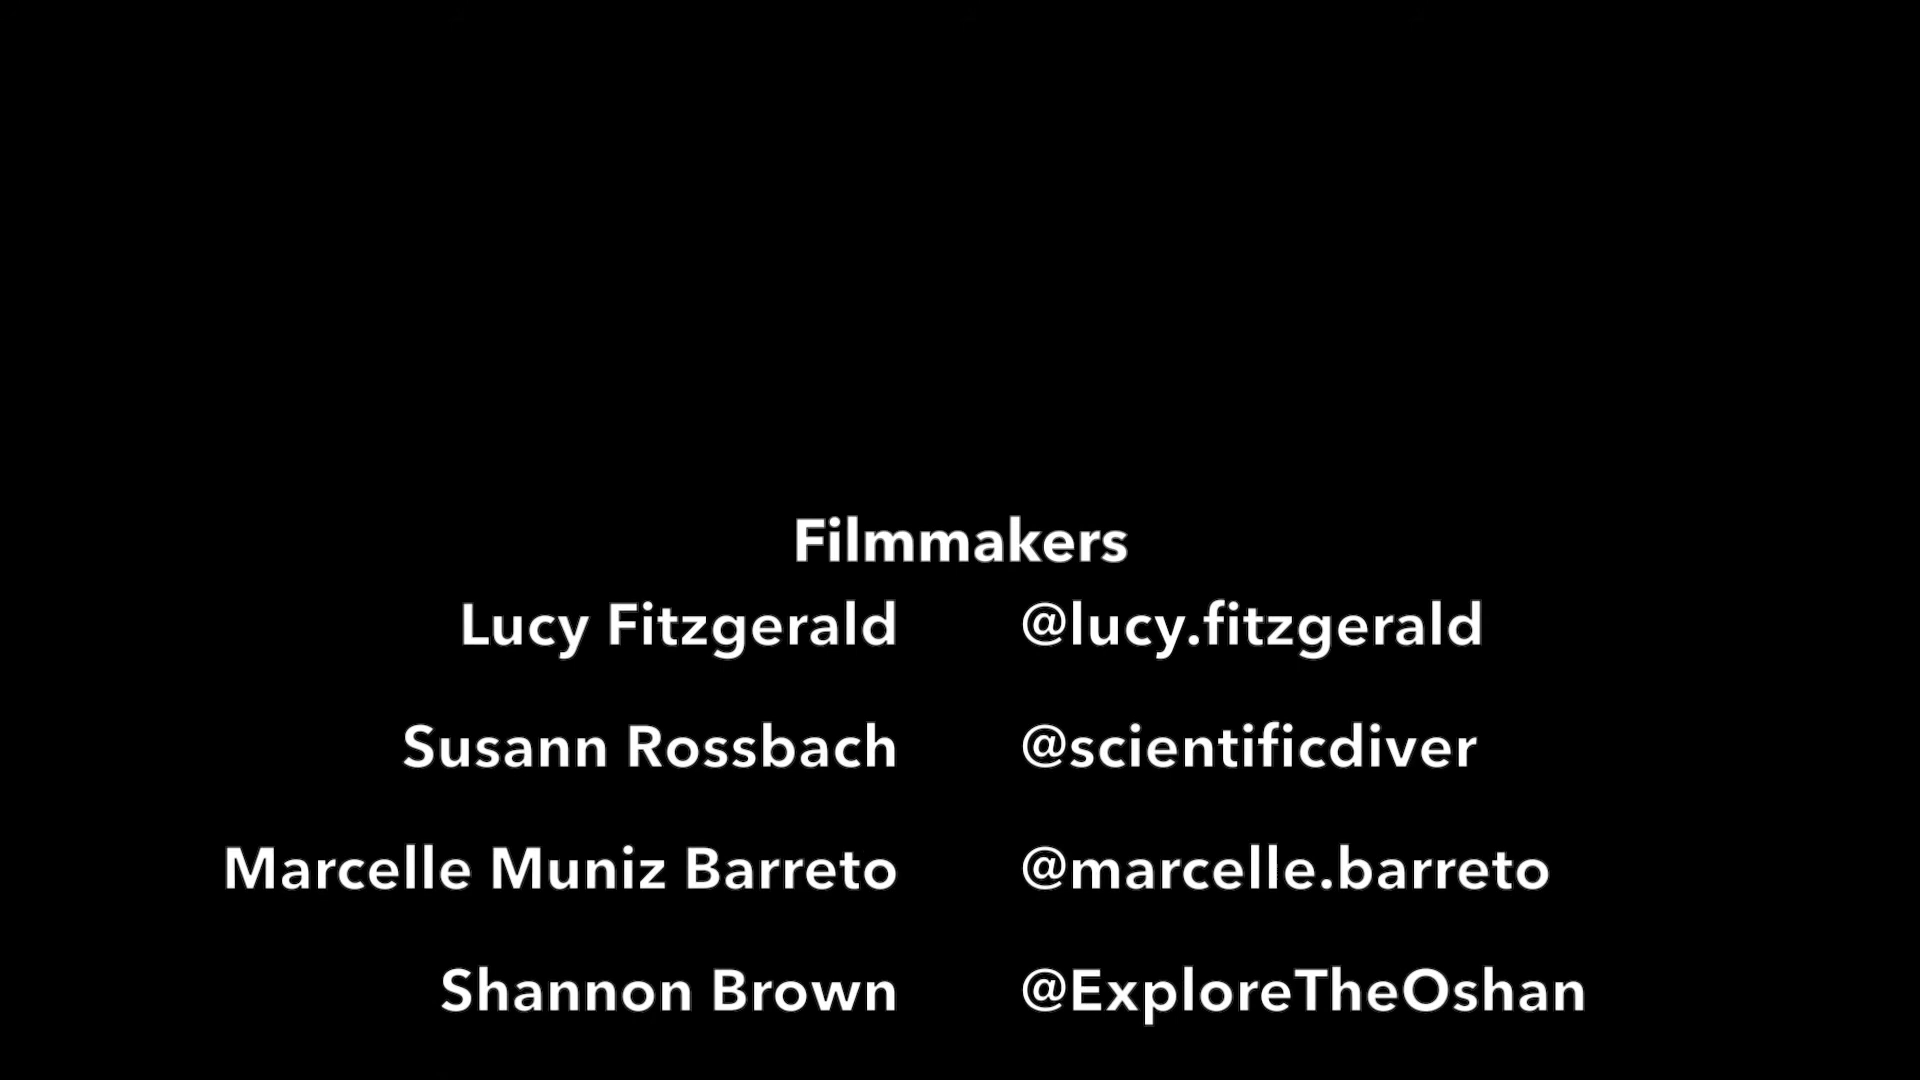 Filmmakers
Lucy Fitzgerald @lucy.fitzgerald
Susann Rossbach @scientificdiver
Marcelle Muniz Barreto @marcelle.barreto
Shannon Brown @ExploreTheOshan